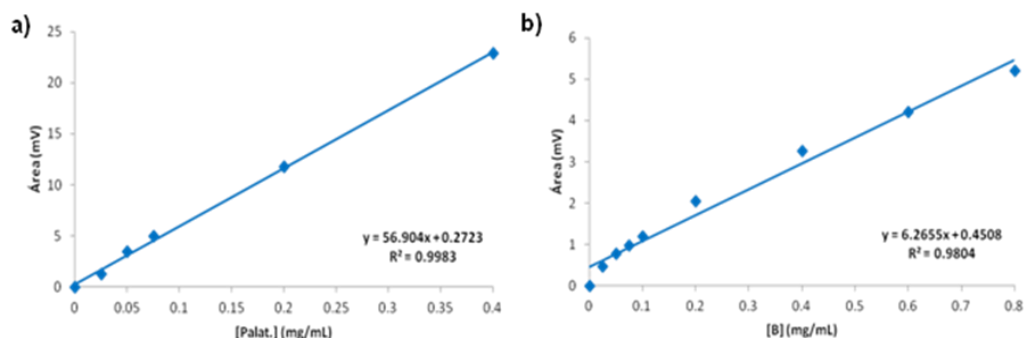 a)
25
20
15
10
5
0
Área (mV)
0 0.05 0.1 0.15 0.2 0.25 0.3 0.35 0.4
[Palat.] (mg/mL)
y = 56.904x + 0.2723
R² = 0.9983
b)
6
5
4
3
2
1
0
Área (mV)
0 0.1 0.2 0.3 0.4 0.5 0.6 0.7 0.8
[B] (mg/mL)
y = 6.2655x + 0.4508
R² = 0.9804